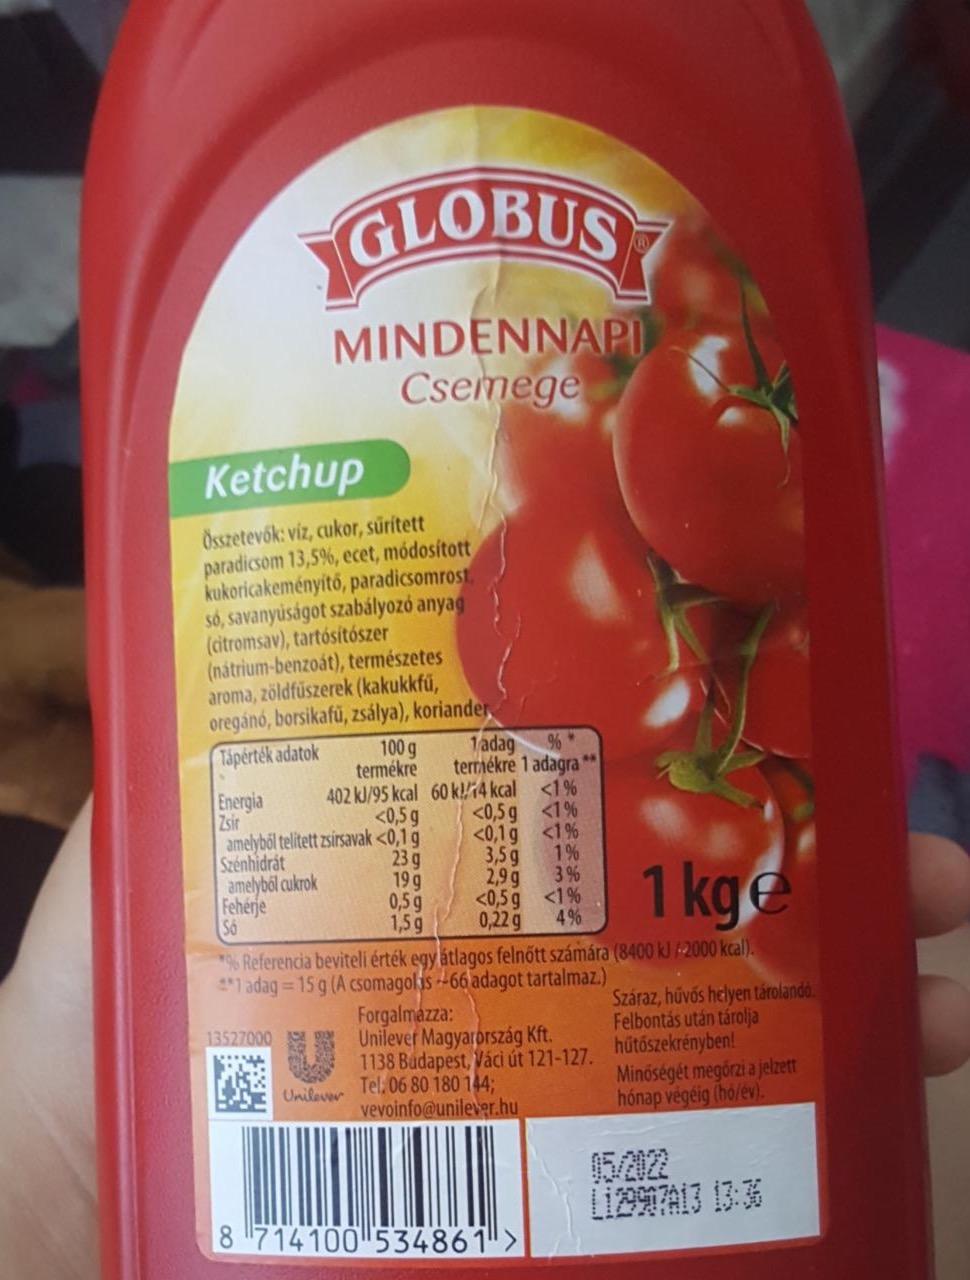 GLOBUS®
MINDENNAPI
Csemege
Ketchup
Összetevők: víz, cukor, sűrített
paradicsom 13,5%, ecet, módosított
kukoricakeményítő, paradicsomrost,
só, savanyúságot szabályozó anyag
(citromsav), tartósítószer
(nátrium-benzoát), természetes
aroma, zöldfűszerek (kakukkfű,
oregánó, borsikafű, zsálya), koriander
Tápérték adatok 100 g 1 adag % *
termékre termékre 1 adagra **
Energia 402 kJ/95 kcal 60 kJ/14 kcal <1%
Zsír <0,5 g <0,5 g <1%
amelyből telített zsírsavak <0,1 g <0,1 g <1%
Szénhidrát 23 g 3,5 g 1%
amelyből cukrok 19 g 2,9 g 3%
Fehérje 0,5 g <0,5 g <1%
Só 1,5 g 0,22 g 4%
1 kg e
*% Referencia beviteli érték egy átlagos felnőtt számára (8400 kJ / 2000 kcal).
**1 adag = 15 g (A csomagolás ~66 adagot tartalmaz.)
Forgalmazza:
Unilever Magyarország Kft.
1138 Budapest, Váci út 121-127.
Tel: 06 80 180 144;
vevoinfo@unilever.hu
Száraz, hűvös helyen tárolandó.
Felbontás után tárolja
hűtőszekrényben!
Minőségét megőrzi a jelzett
hónap végéig (hó/év).
13527000
Unilever
8 714100 534861 >
05/2022
L129907A13 13:36